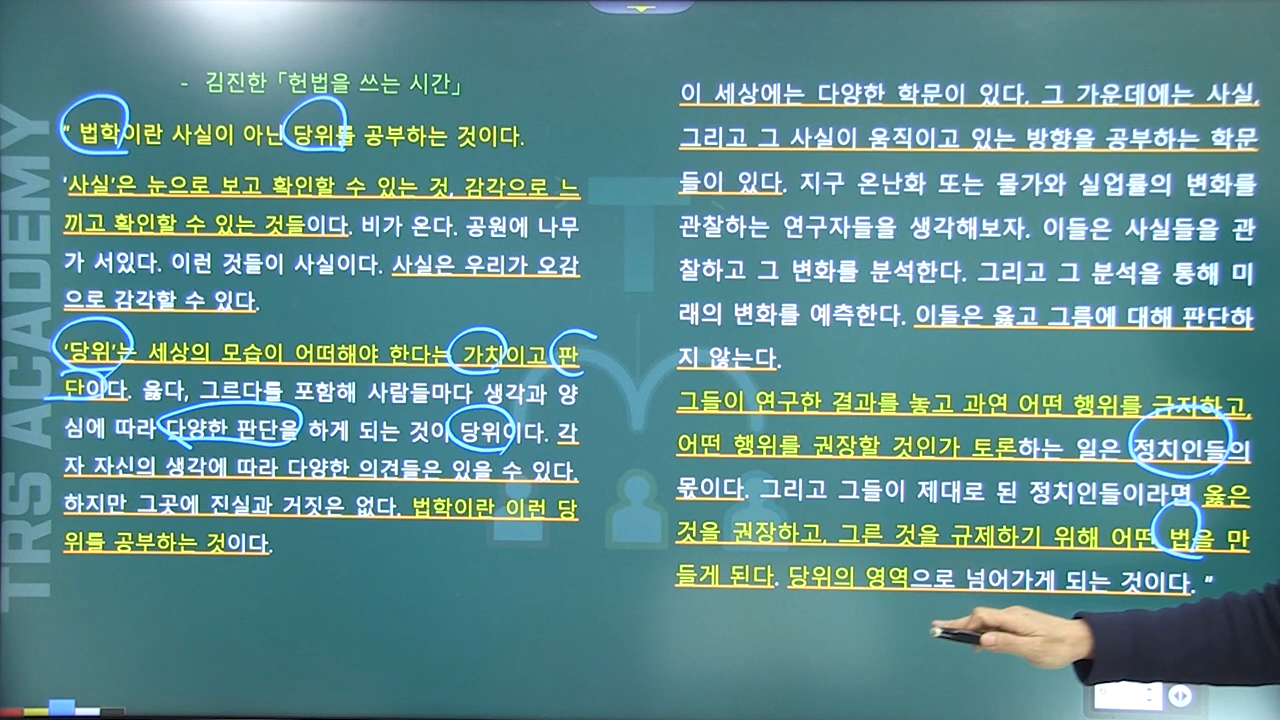 - 김진한 「헌법을 쓰는 시간」
" 법학이란 사실이 아닌 당위를 공부하는 것이다.
'사실'은 눈으로 보고 확인할 수 있는 것, 감각으로 느
끼고 확인할 수 있는 것들이다. 비가 온다. 공원에 나무
가 서있다. 이런 것들이 사실이다. 사실은 우리가 오감
으로 감각할 수 있다.
'당위'는 세상의 모습이 어떠해야 한다는 가치이고 판
단이다. 옳다, 그르다를 포함해 사람들마다 생각과 양
심에 따라 다양한 판단을 하게 되는 것이 당위이다. 각
자 자신의 생각에 따라 다양한 의견들은 있을 수 있다.
하지만 그곳에 진실과 거짓은 없다. 법학이란 이런 당
위를 공부하는 것이다.
이 세상에는 다양한 학문이 있다. 그 가운데에는 사실,
그리고 그 사실이 움직이고 있는 방향을 공부하는 학문
들이 있다. 지구 온난화 또는 물가와 실업률의 변화를
관찰하는 연구자들을 생각해보자. 이들은 사실들을 관
찰하고 그 변화를 분석한다. 그리고 그 분석을 통해 미
래의 변화를 예측한다. 이들은 옳고 그름에 대해 판단하
지 않는다.
그들이 연구한 결과를 놓고 과연 어떤 행위를 금지하고,
어떤 행위를 권장할 것인가 토론하는 일은 정치인들의
몫이다. 그리고 그들이 제대로 된 정치인들이라면 옳은
것을 권장하고, 그른 것을 규제하기 위해 어떤 법을 만
들게 된다. 당위의 영역으로 넘어가게 되는 것이다. "
TRS ACADEMY